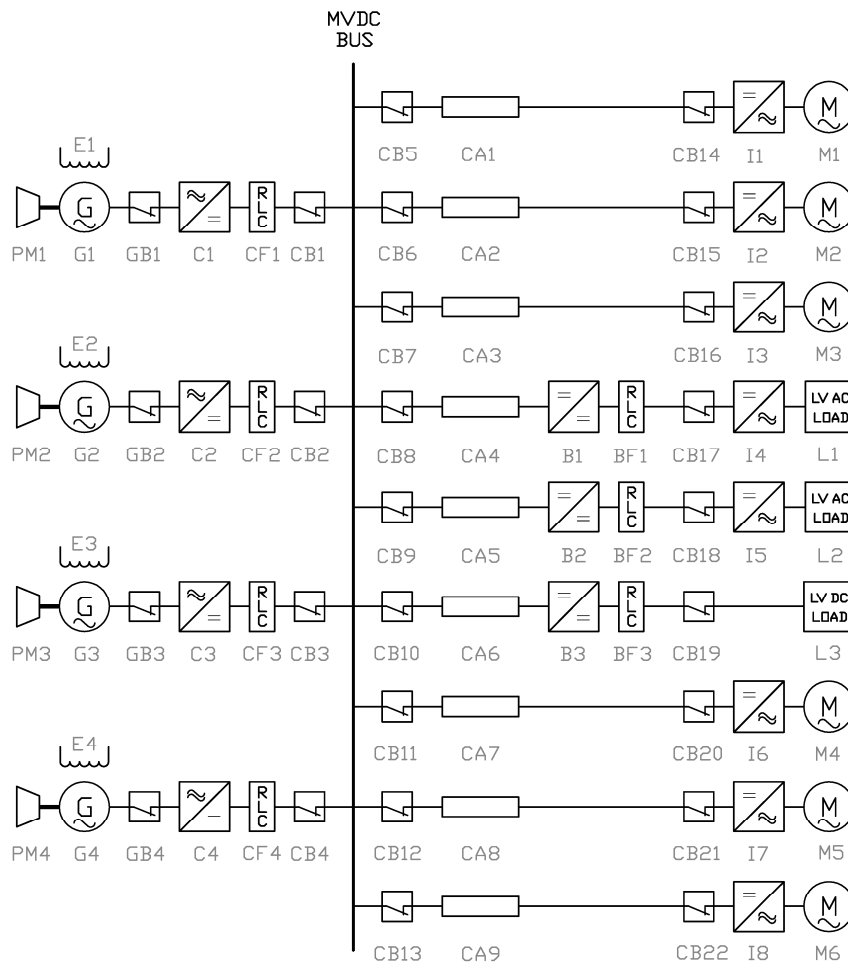 MVDC
BUS
CB5 CA1 CB14 I1 M1
M
E1
G
R
L
C
PM1 G1 GB1 C1 CF1 CB1 CB6 CA2 CB15 I2 M2
M
M
CB7 CA3 CB16 I3 M3
E2
G
R
L
C
R
L
C
LV AC
LOAD
PM2 G2 GB2 C2 CF2 CB2 CB8 CA4 B1 BF1 CB17 I4 L1
R
L
C
LV AC
LOAD
CB9 CA5 B2 BF2 CB18 I5 L2
E3
G
R
L
C
R
L
C
LV DC
LOAD
PM3 G3 GB3 C3 CF3 CB3 CB10 CA6 B3 BF3 CB19 L3
M
CB11 CA7 CB20 I6 M4
E4
G
R
L
C
M
PM4 G4 GB4 C4 CF4 CB4 CB12 CA8 CB21 I7 M5
M
CB13 CA9 CB22 I8 M6